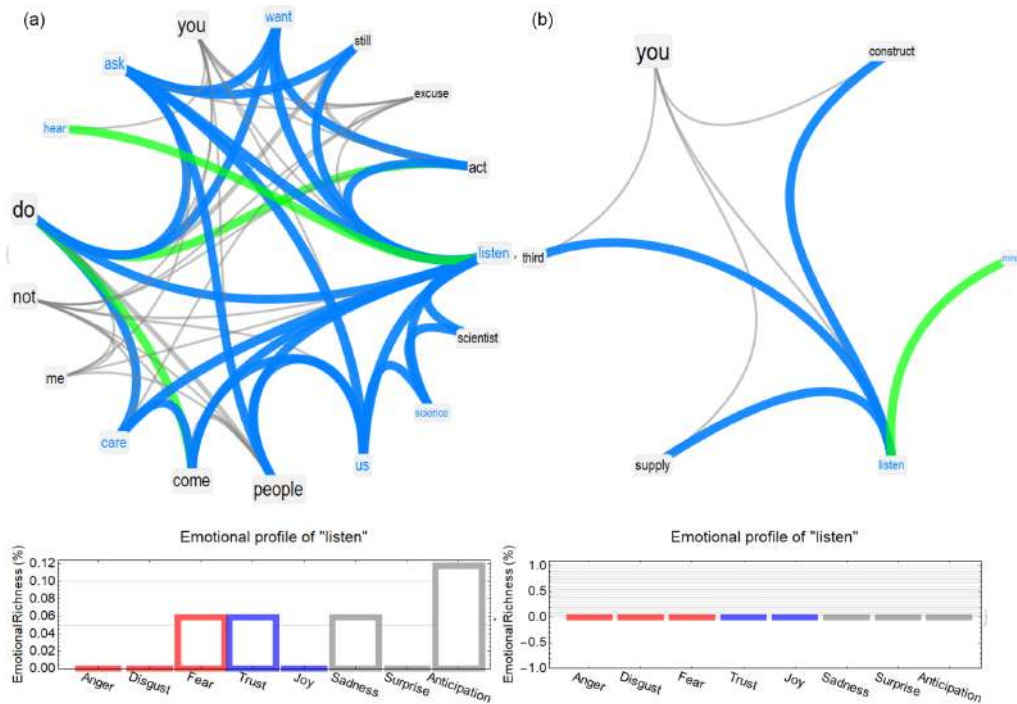 (a)
want
you
still
ask
excuse
hear
act
do
listen
not
scientist
me
science
care
us
come
people
(b)
you
construct
third
supply
listen
Emotional profile of "listen"
Emotional Richness (%)
0.12
0.10
0.08
0.06
0.04
0.02
0.00
Anger Disgust Fear Trust Joy Sadness Surprise Anticipation
Emotional profile of "listen"
Emotional Richness (%)
1.0
0.5
0.0
-0.5
-1.0
Anger Disgust Fear Trust Joy Sadness Surprise Anticipation